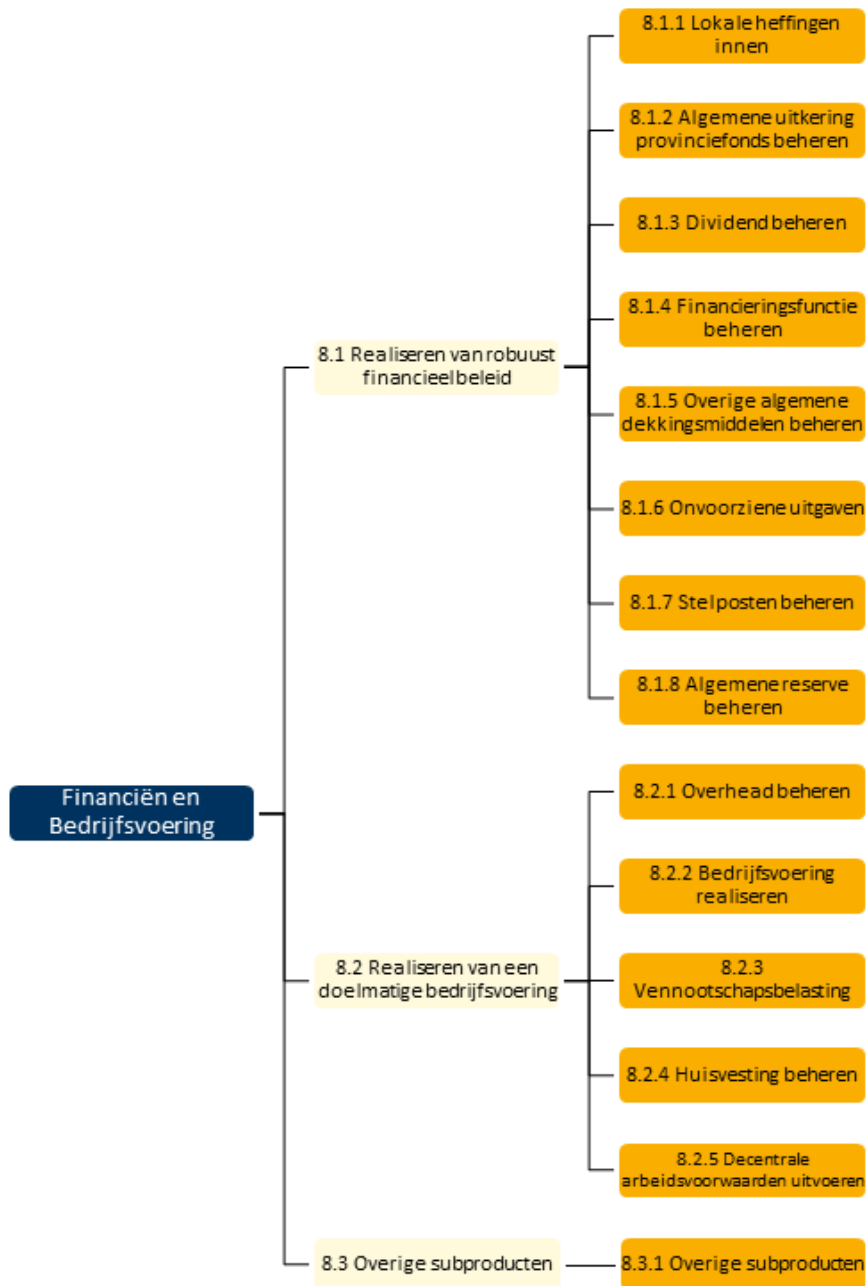 8.1.1 Lokale heffingen
innen
8.1.2 Algemene uitkering
provinciefonds beheren
8.1.3 Dividend beheren
8.1.4 Financieringsfunctie
beheren
8.1 Realiseren van robuust
financieel beleid
8.1.5 Overige algemene
dekkingsmiddelen beheren
8.1.6 Onvoorziene uitgaven
8.1.7 Stelposten beheren
8.1.8 Algemene reserve
beheren
Financiën en
Bedrijfsvoering
8.2.1 Overhead beheren
8.2.2 Bedrijfsvoering
realiseren
8.2 Realiseren van een
doelmatige bedrijfsvoering
8.2.3
Vennootschapsbelasting
8.2.4 Huisvesting beheren
8.2.5 Decentrale
arbeidsvoorwaarden uitvoeren
8.3 Overige subproducten
8.3.1 Overige subproducten